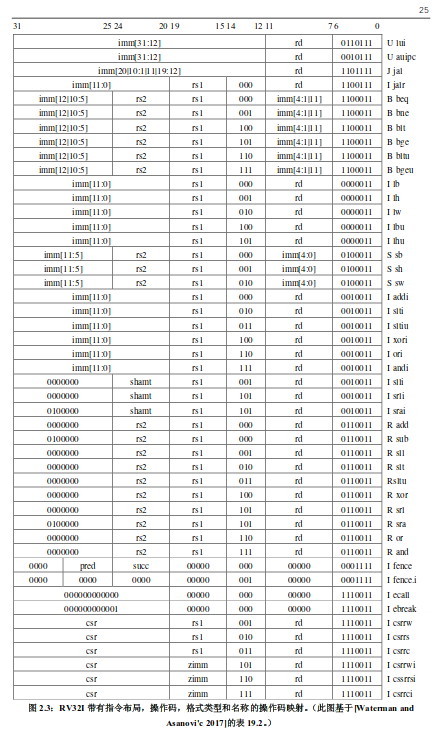 25
31 25 24 20 19 15 14 12 11 7 6 0
imm[31:12] rd 0110111 U lui
imm[31:12] rd 0010111 U auipc
imm[20|10:1|11|19:12] rd 1101111 J jal
imm[11:0] rs1 000 rd 1100111 I jalr
imm[12|10:5] rs2 rs1 000 imm[4:1|11] 1100011 B beq
imm[12|10:5] rs2 rs1 001 imm[4:1|11] 1100011 B bne
imm[12|10:5] rs2 rs1 100 imm[4:1|11] 1100011 B blt
imm[12|10:5] rs2 rs1 101 imm[4:1|11] 1100011 B bge
imm[12|10:5] rs2 rs1 110 imm[4:1|11] 1100011 B bltu
imm[12|10:5] rs2 rs1 111 imm[4:1|11] 1100011 B bgeu
imm[11:0] rs1 000 rd 0000011 I lb
imm[11:0] rs1 001 rd 0000011 I lh
imm[11:0] rs1 010 rd 0000011 I lw
imm[11:0] rs1 100 rd 0000011 I lbu
imm[11:0] rs1 101 rd 0000011 I lhu
imm[11:5] rs2 rs1 000 imm[4:0] 0100011 S sb
imm[11:5] rs2 rs1 001 imm[4:0] 0100011 S sh
imm[11:5] rs2 rs1 010 imm[4:0] 0100011 S sw
imm[11:0] rs1 000 rd 0010011 I addi
imm[11:0] rs1 010 rd 0010011 I slti
imm[11:0] rs1 011 rd 0010011 I sltiu
imm[11:0] rs1 100 rd 0010011 I xori
imm[11:0] rs1 110 rd 0010011 I ori
imm[11:0] rs1 111 rd 0010011 I andi
0000000 shamt rs1 001 rd 0010011 I slli
0000000 shamt rs1 101 rd 0010011 I srli
0100000 shamt rs1 101 rd 0010011 I srai
0000000 rs2 rs1 000 rd 0110011 R add
0100000 rs2 rs1 000 rd 0110011 R sub
0000000 rs2 rs1 001 rd 0110011 R sll
0000000 rs2 rs1 010 rd 0110011 R slt
0000000 rs2 rs1 011 rd 0110011 R sltu
0000000 rs2 rs1 100 rd 0110011 R xor
0000000 rs2 rs1 101 rd 0110011 R srl
0100000 rs2 rs1 101 rd 0110011 R sra
0000000 rs2 rs1 110 rd 0110011 R or
0000000 rs2 rs1 111 rd 0110011 R and
0000 pred succ 00000 000 00000 0001111 I fence
0000 0000 0000 00000 001 00000 0001111 I fence.i
000000000000 00000 000 00000 1110011 I ecall
000000000001 00000 000 00000 1110011 I ebreak
csr rs1 001 rd 1110011 I csrrw
csr rs1 010 rd 1110011 I csrrs
csr rs1 011 rd 1110011 I csrrc
csr zimm 101 rd 1110011 I csrrwi
csr zimm 110 rd 1110011 I cssrrsi
csr zimm 111 rd 1110011 I csrrci
图 2.3：RV32I 带有指令布局，操作码，格式类型和名称的操作码映射。（此图基于[Waterman and
Asanovi'c 2017]的表 19.2。）